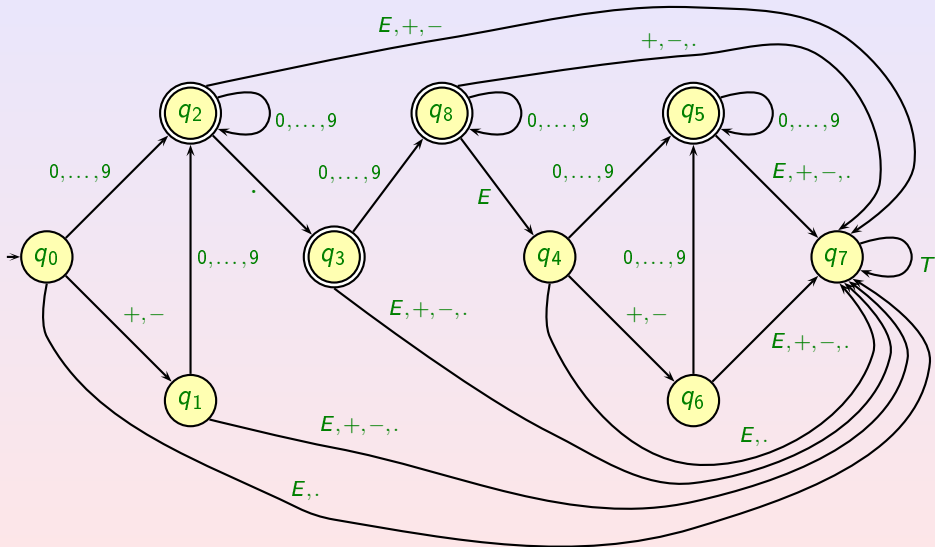 E,+,−
+,−,.
q2
0,...,9
q8
0,...,9
q5
0,...,9
0,...,9
.
0,...,9
E
0,...,9
E,+,−,.
q0
0,...,9
q3
q4
0,...,9
q7
T
+,−
E,+,−,.
+,−
E,+,−,.
q1
q6
E,+,−,.
E,.
E,.